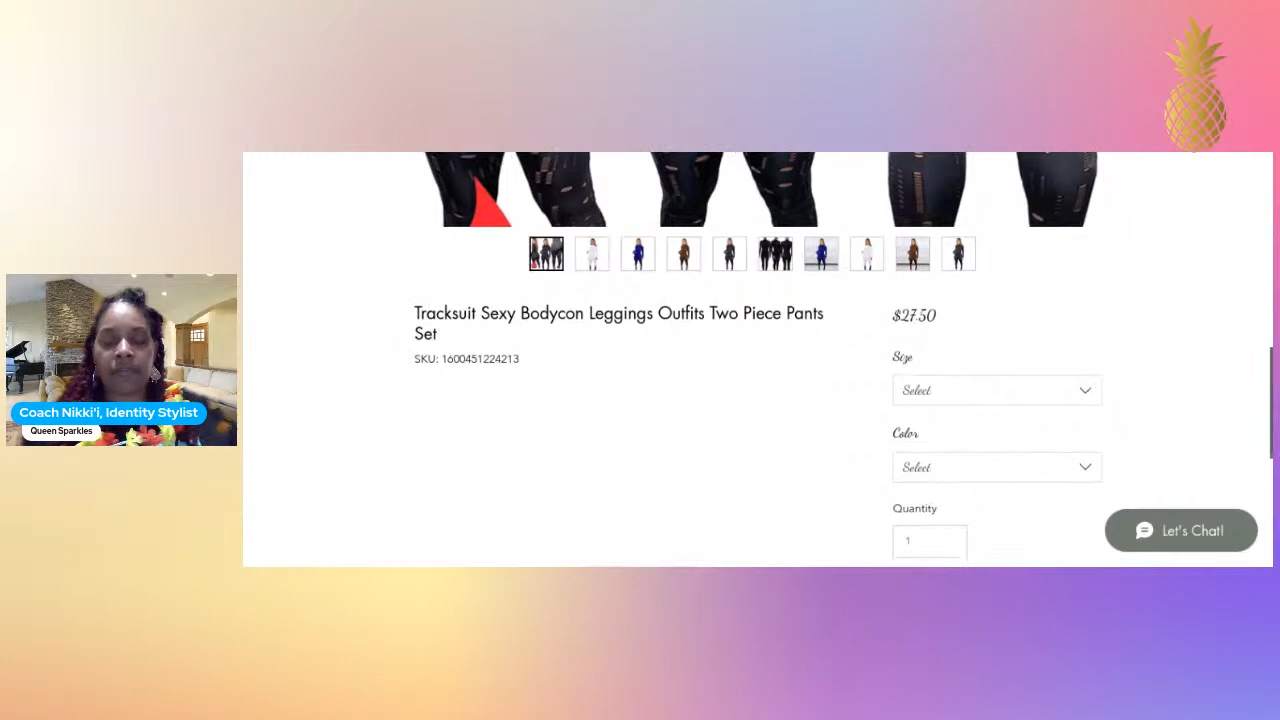 Tracksuit Sexy Bodycon Leggings Outfits Two Piece Pants
Set
SKU: 1600451224213
$27.50
Size
Select
Color
Select
Quantity
1
Let's Chat!
Coach Nikki'i, Identity Stylist
Queen Sparkles